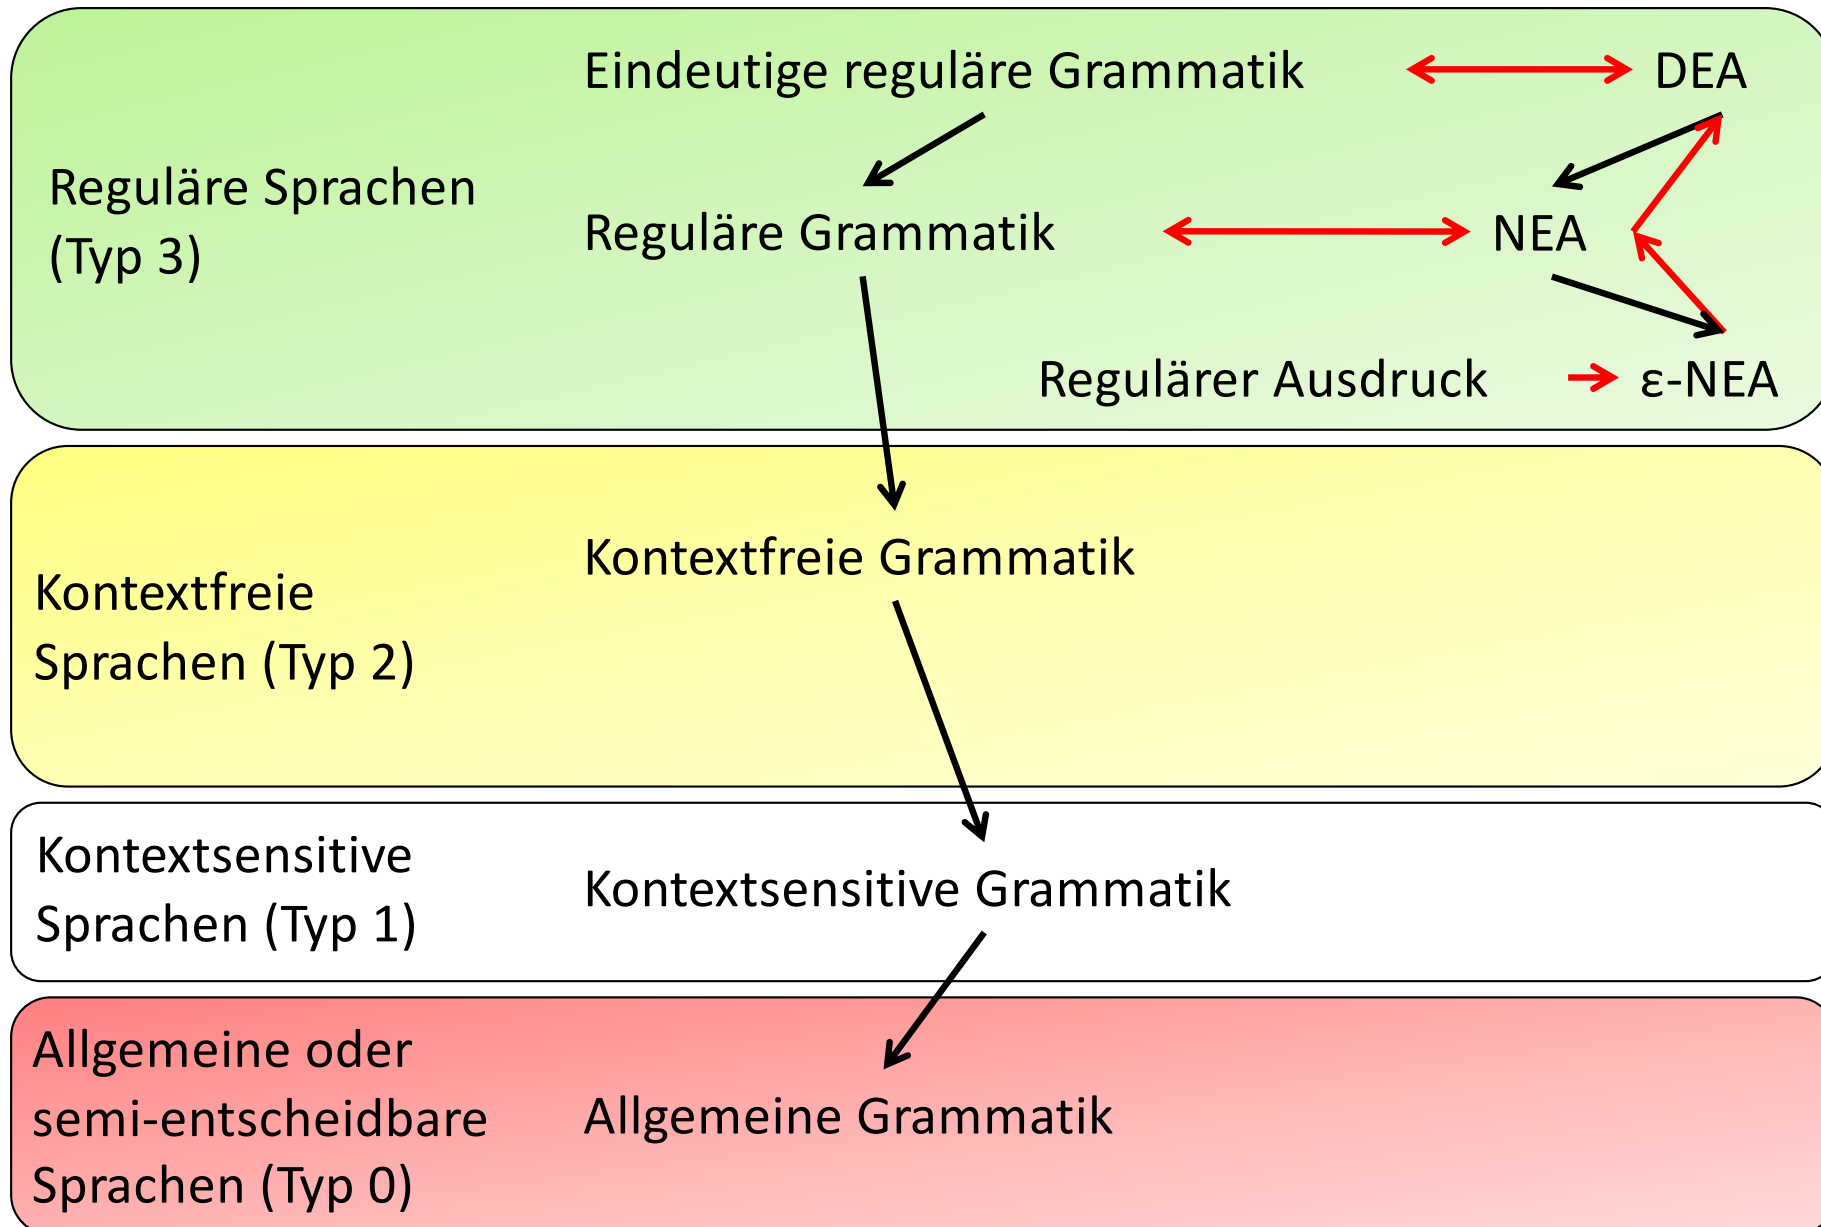 Eindeutige reguläre Grammatik
DEA
Reguläre Sprachen
(Typ 3)
Reguläre Grammatik
NEA
Regulärer Ausdruck
ε-NEA
Kontextfreie
Sprachen (Typ 2)
Kontextfreie Grammatik
Kontextsensitive
Sprachen (Typ 1)
Kontextsensitive Grammatik
Allgemeine oder
semi-entscheidbare
Sprachen (Typ 0)
Allgemeine Grammatik